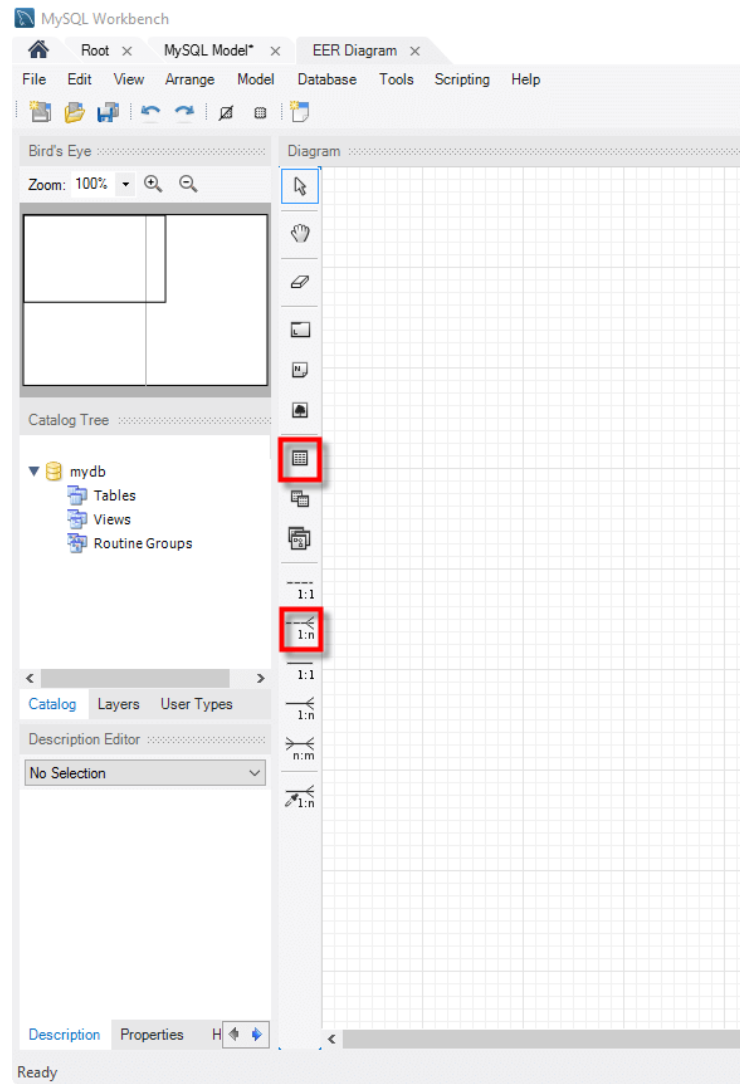 MySQL Workbench
Root × MySQL Model* × EER Diagram ×
File Edit View Arrange Model Database Tools Scripting Help
Bird's Eye
Zoom: 100%
Diagram
L
N
Catalog Tree
mydb
Tables
Views
Routine Groups
1:1
1:n
1:1
1:n
n:m
1:n
Catalog Layers User Types
Description Editor
No Selection
Description Properties H
Ready